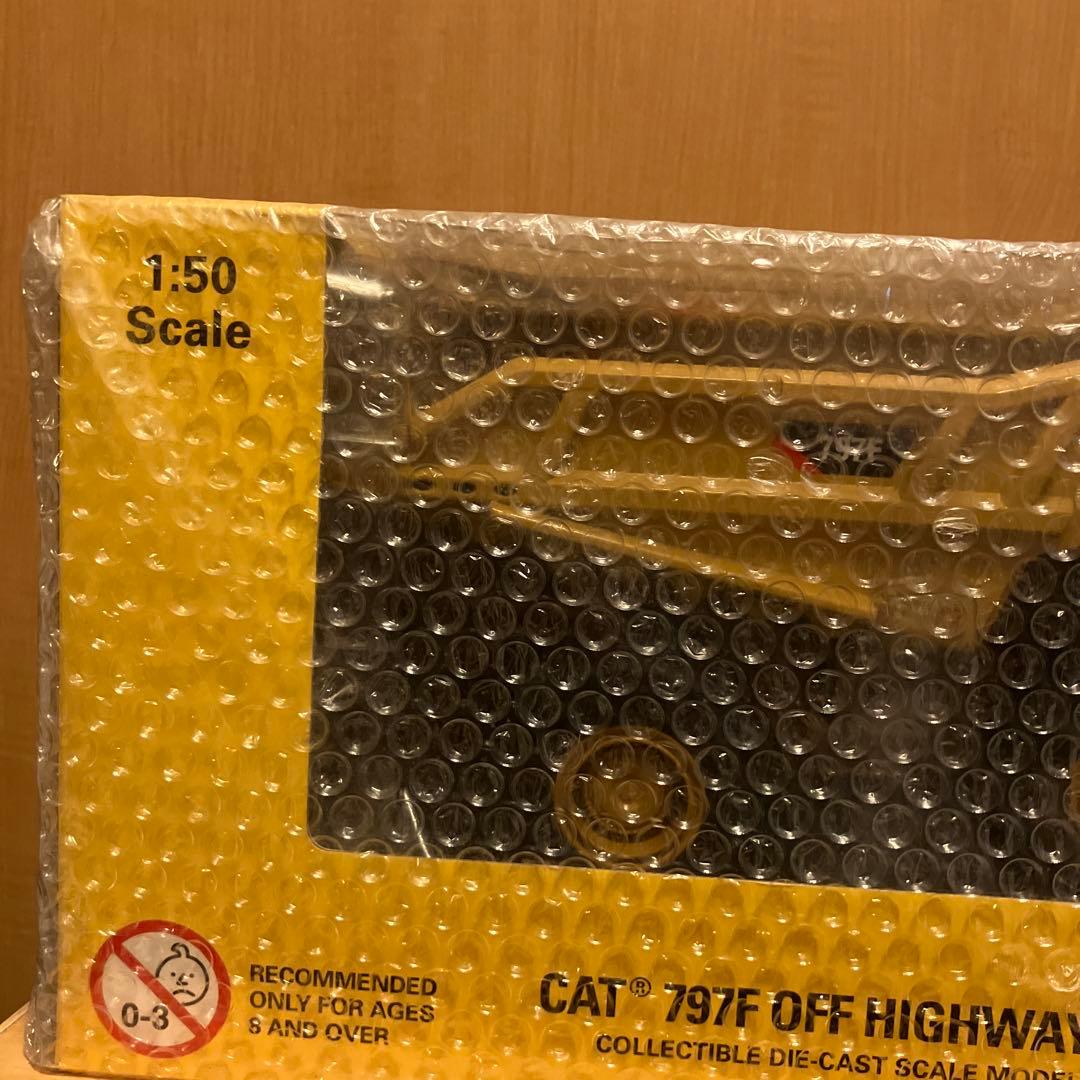 1:50
Scale
797F
0-3
RECOMMENDED
ONLY FOR AGES
8 AND OVER
CAT® 797F OFF HIGHWAY
COLLECTIBLE DIE-CAST SCALE MODEL